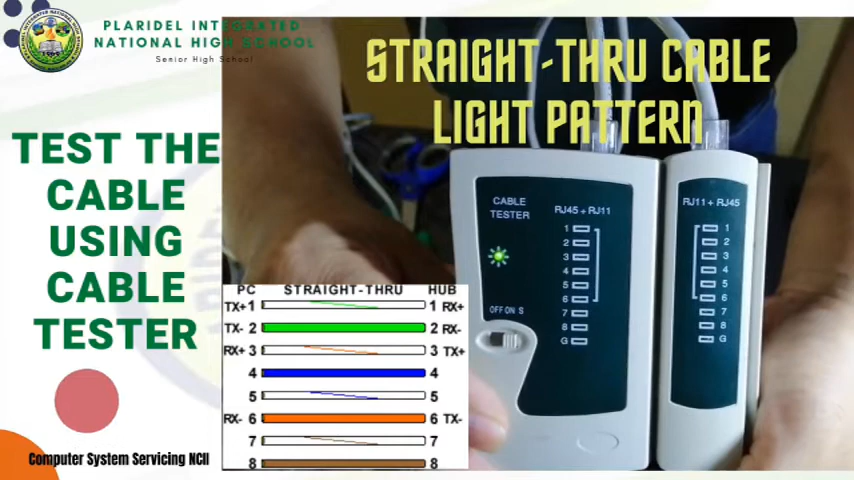 PLARIDEL INTEGRATED
NATIONAL HIGH SCHOOL
Senior High School
STRAIGHT-THRU CABLE
LIGHT PATTERN
TEST THE
CABLE
USING
CABLE
TESTER
Computer System Servicing NCII
PC STRAIGHT-THRU HUB
TX+ 1 1 RX+
TX- 2 2 RX-
RX+ 3 3 TX+
4 4
5 5
RX- 6 6 TX-
7 7
8 8
CABLE
TESTER
RJ45 + RJ11
1
2
3
4
5
6
7
8
G
OFF ON S
RJ11 + RJ45
1
2
3
4
5
6
7
8
G